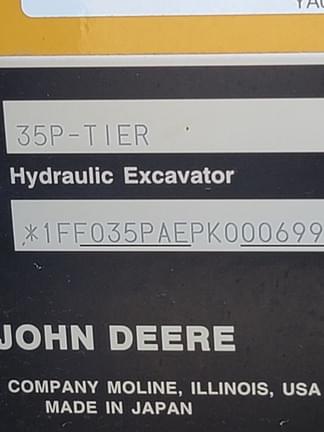 35P-TIER
Hydraulic Excavator
*1FF035PAEPK000699
JOHN DEERE
COMPANY MOLINE, ILLINOIS, USA
MADE IN JAPAN